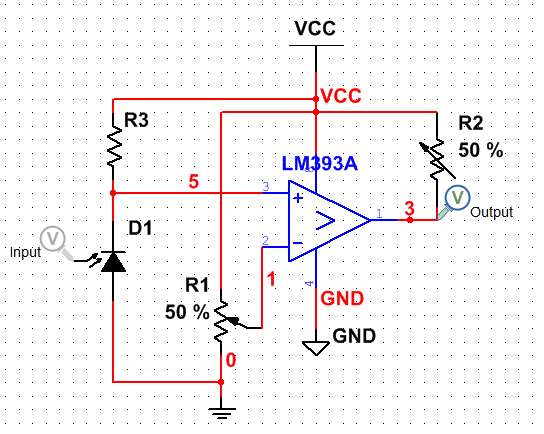 VCC
VCC
R3
R2
50 %
LM393A
8
5
3
+
1
3
V
Output
D1
V
Input
2
−
1
R1
50 %
4
GND
GND
0